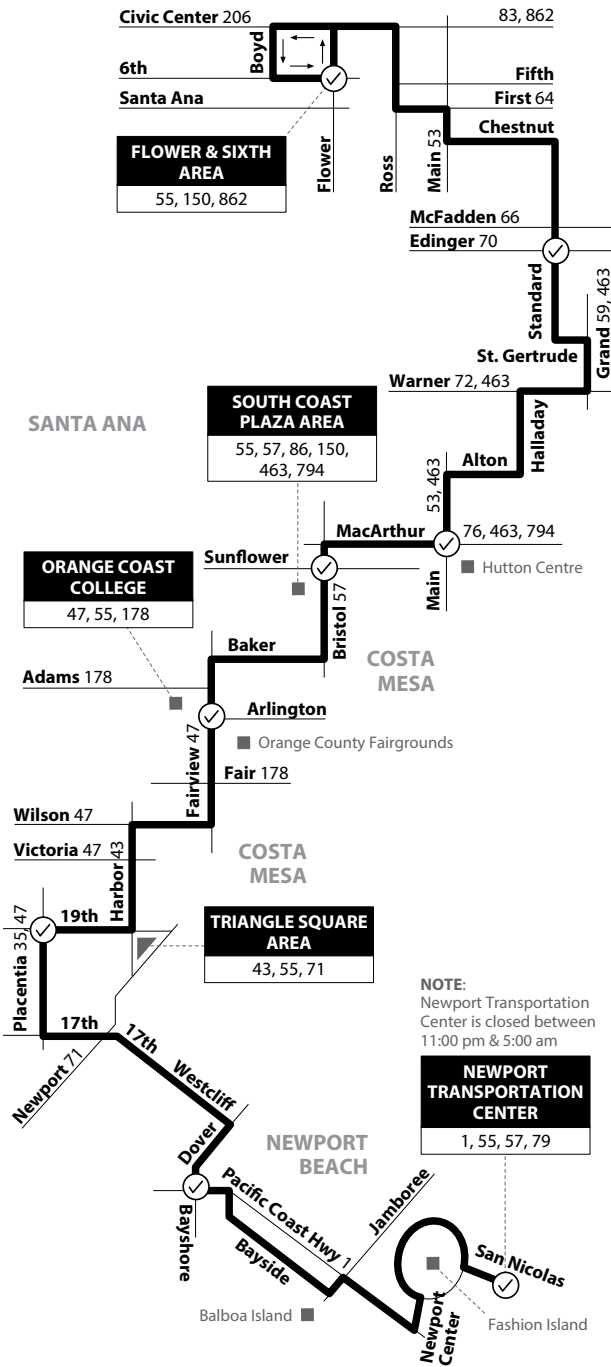 Civic Center 206
83, 862
Boyd
6th
Fifth
Santa Ana
First 64
Chestnut
FLOWER & SIXTH
AREA
55, 150, 862
Flower
Ross
Main 53
McFadden 66
Edinger 70
Standard
Grand 59, 463
St. Gertrude
Warner 72, 463
SANTA ANA
SOUTH COAST
PLAZA AREA
55, 57, 86, 150,
463, 794
Halladay
Alton
53, 463
MacArthur
76, 463, 794
Sunflower
Main
Hutton Centre
ORANGE COAST
COLLEGE
47, 55, 178
Bristol 57
Baker
COSTA
MESA
Adams 178
Arlington
Orange County Fairgrounds
Fairview 47
Fair 178
Wilson 47
Victoria 47
Harbor 43
COSTA
MESA
19th
Placentia 35, 47
TRIANGLE SQUARE
AREA
43, 55, 71
17th
17th
Newport 71
Westcliff
NOTE:
Newport Transportation
Center is closed between
11:00 pm & 5:00 am
NEWPORT
TRANSPORTATION
CENTER
1, 55, 57, 79
Dover
NEWPORT
BEACH
Bayshore
Pacific Coast Hwy 1
Jamboree
Bayside
San Nicolas
Balboa Island
Newport
Center
Fashion Island